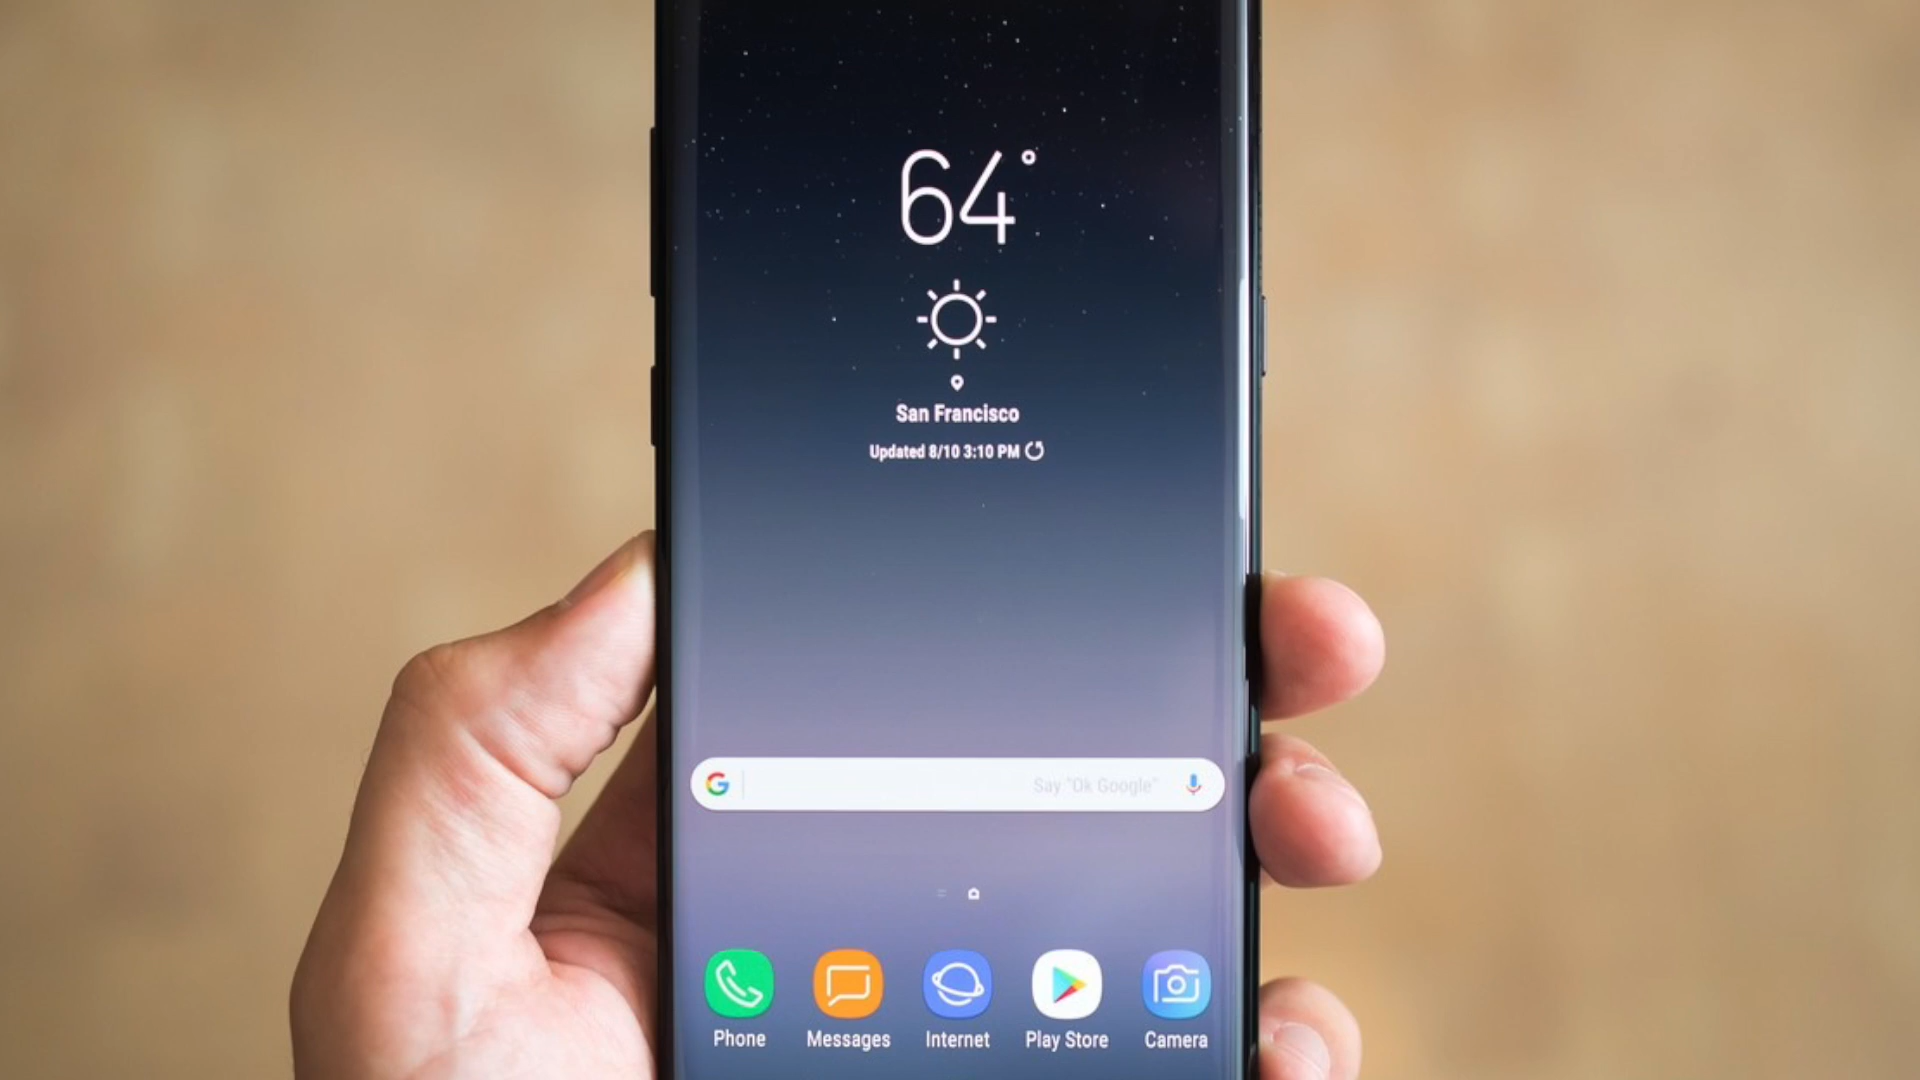 64°
San Francisco
Updated 8/10 3:10 PM
G Say "Ok Google"
Phone Messages Internet Play Store Camera